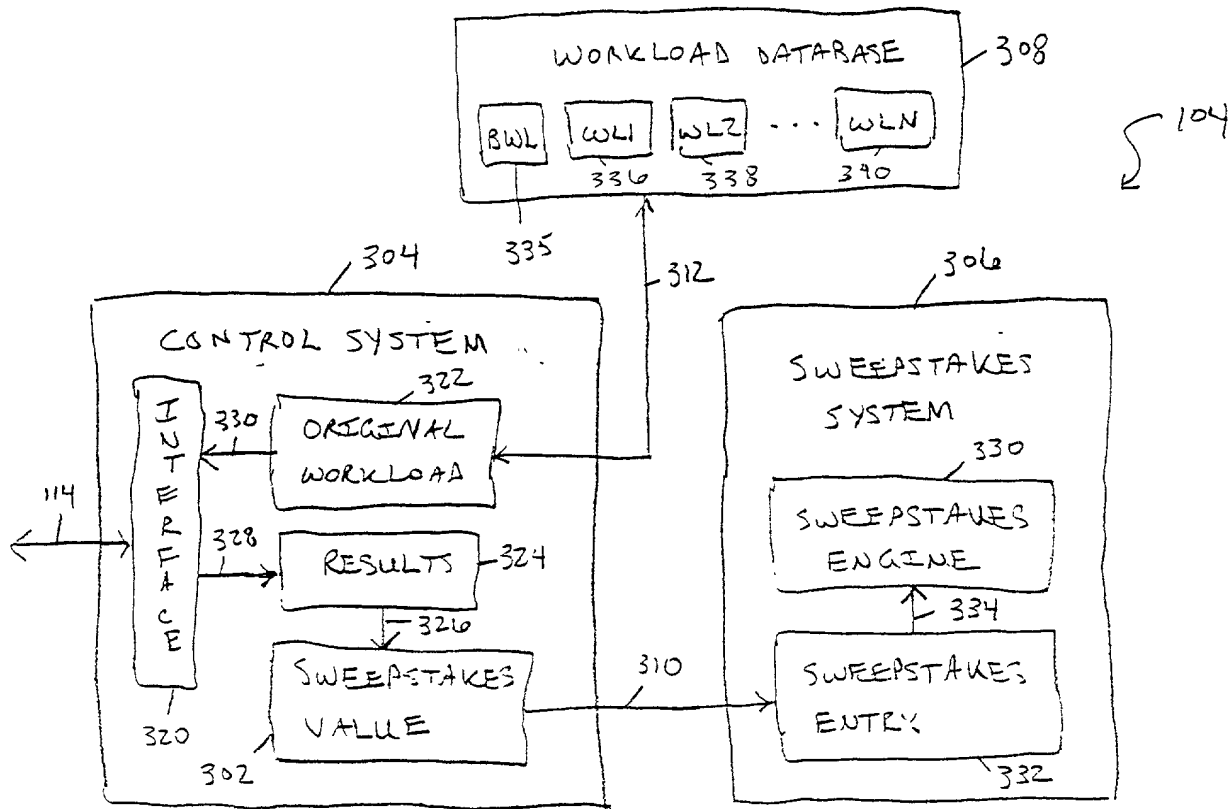 WORKLOAD DATABASE
308
104
BWL
WL1
WL2
...
WLN
336
338
340
335
304
312
306
CONTROL SYSTEM
SWEEPSTAKES
SYSTEM
322
INTERFACE
330
ORIGINAL
WORKLOAD
330
114
328
RESULTS
324
SWEEPSTAKES
ENGINE
326
334
SWEEPSTAKES
VALUE
310
SWEEPSTAKES
ENTRY
320
302
332